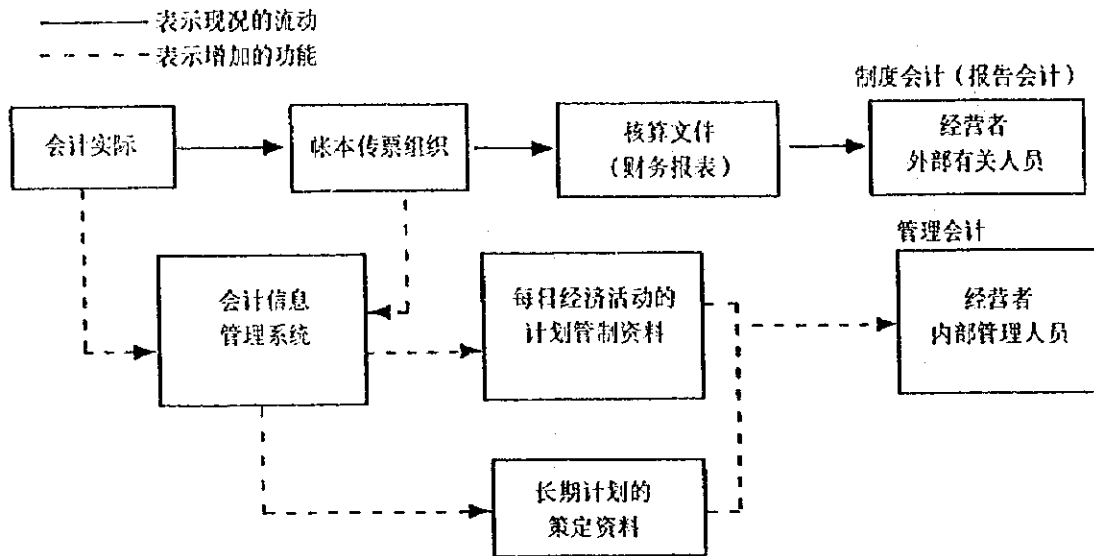 表示现况的流动
表示增加的功能
制度会计(报告会计)
会计实际
帐本传票组织
核算文件
(财务报表)
经营者
外部有关人员
管理会计
会计信息
管理系统
每日经济活动的
计划管制资料
经营者
内部管理人员
长期计划的
策定资料